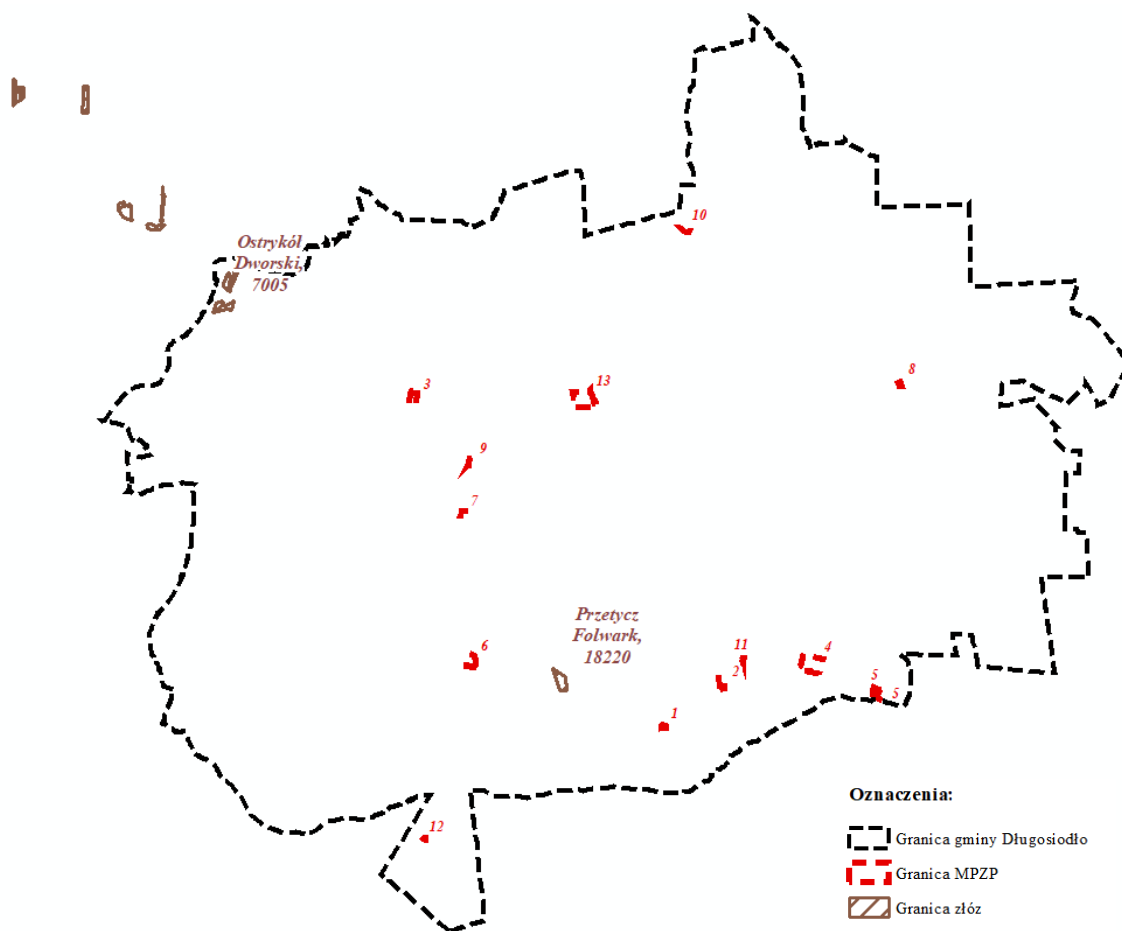 10
Ostrykół
Dworski,
7005
3
13
8
9
7
Przetycz
Folwark,
18220
6
11
4
2
5
5
1
12
Oznaczenia:
Granica gminy Długosiodło
Granica MPZP
Granica złóz